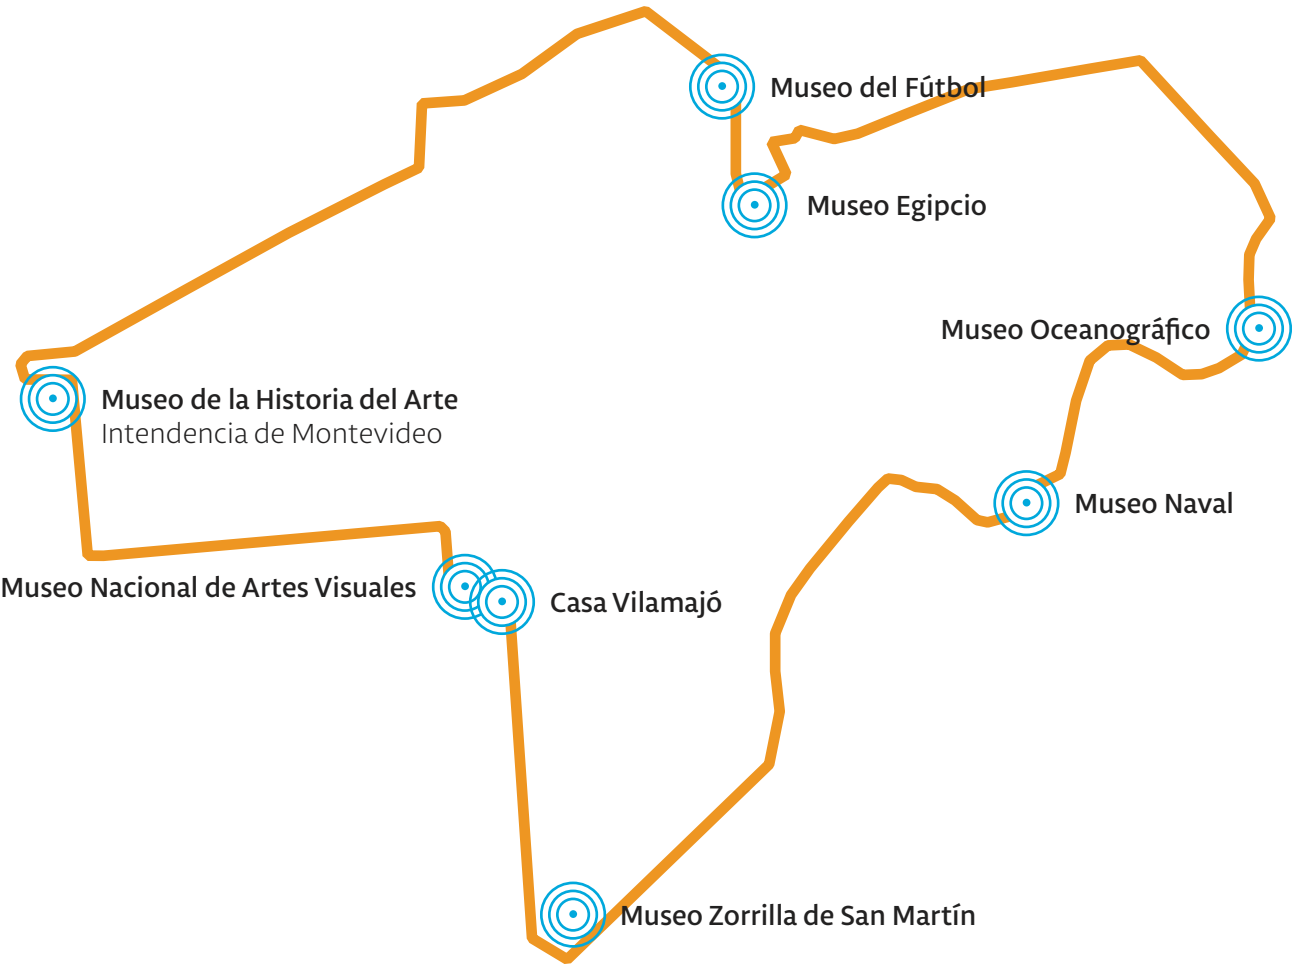 Museo del Fútbol
Museo Egipcio
Museo Oceanográfico
Museo de la Historia del Arte
Intendencia de Montevideo
Museo Naval
Museo Nacional de Artes Visuales
Casa Vilamajó
Museo Zorrilla de San Martín